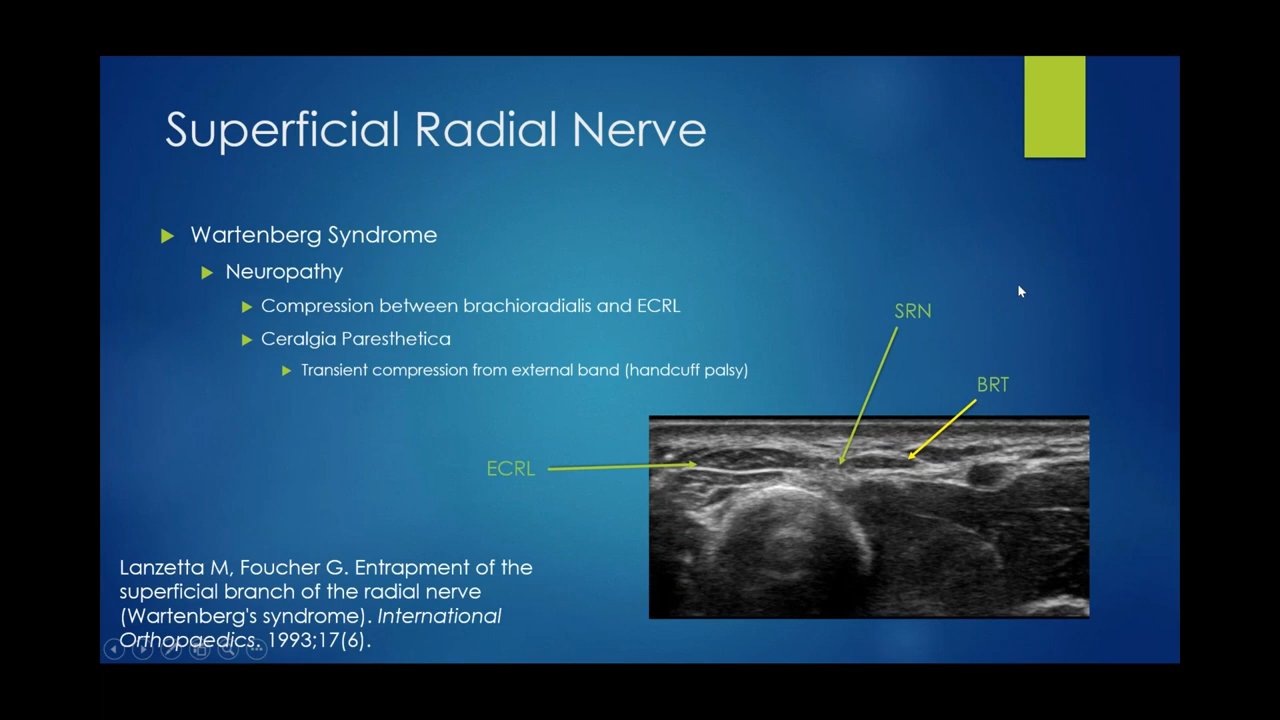 Superficial Radial Nerve
Wartenberg Syndrome
Neuropathy
Compression between brachioradialis and ECRL
Ceralgia Paresthetica
Transient compression from external band (handcuff palsy)
SRN
BRT
ECRL
Lanzetta M, Foucher G. Entrapment of the
superficial branch of the radial nerve
(Wartenberg's syndrome). International
Orthopaedics. 1993;17(6).